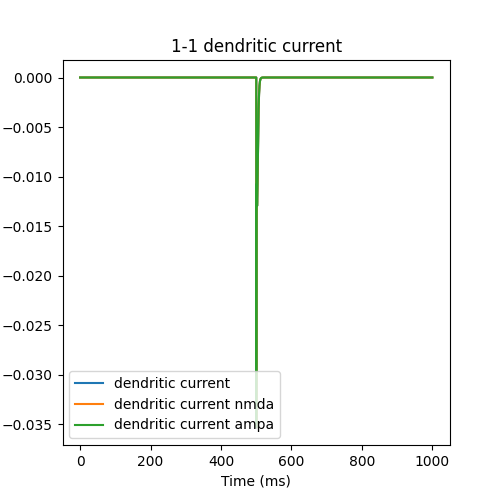 1-1 dendritic current
0.000
−0.005
−0.010
−0.015
−0.020
−0.025
−0.030
−0.035
dendritic current
dendritic current nmda
dendritic current ampa
0 200 400 600 800 1000
Time (ms)